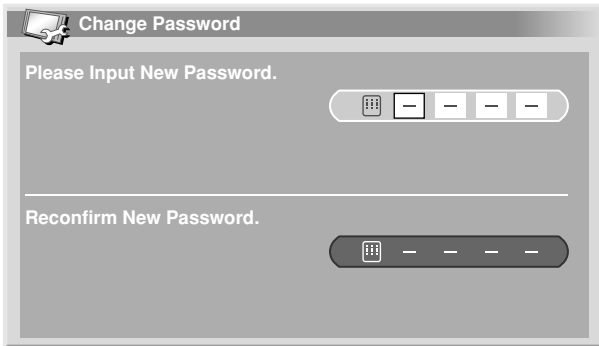 Change Password
Please Input New Password.
– – – –
Reconfirm New Password.
– – – –